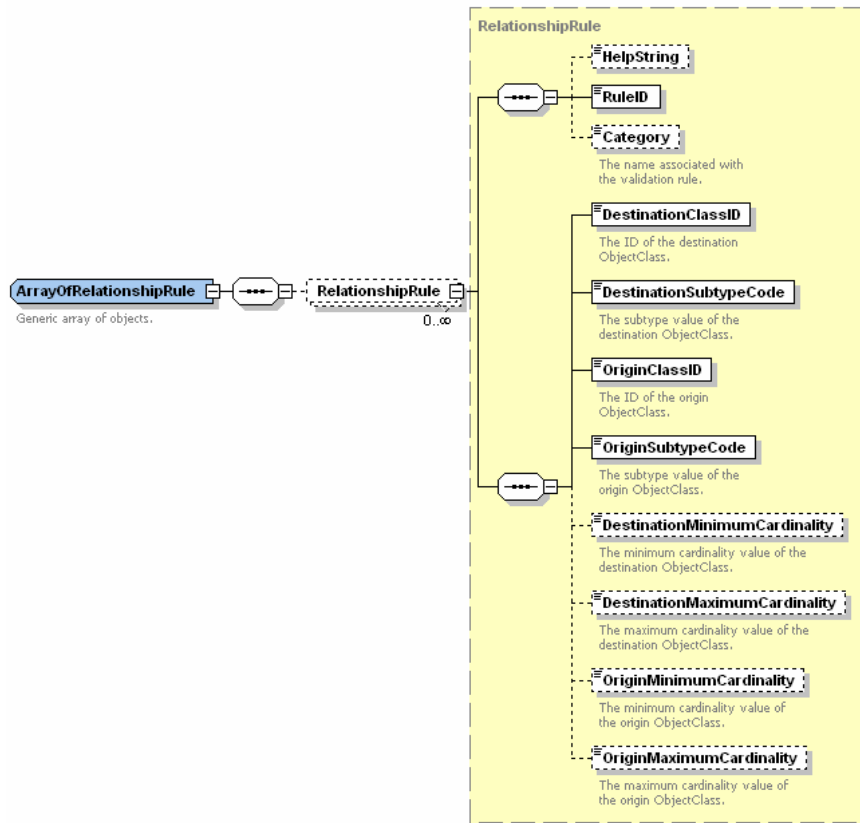 RelationshipRule
HelpString
RuleID
Category
The name associated with
the validation rule.
DestinationClassID
The ID of the destination
ObjectClass.
ArrayOfRelationshipRule
Generic array of objects.
RelationshipRule
0..∞
DestinationSubtypeCode
The subtype value of the
destination ObjectClass.
OriginClassID
The ID of the origin
ObjectClass.
OriginSubtypeCode
The subtype value of the
origin ObjectClass.
DestinationMinimumCardinality
The minimum cardinality value of the
destination ObjectClass.
DestinationMaximumCardinality
The maximum cardinality value of the
destination ObjectClass.
OriginMinimumCardinality
The minimum cardinality value of
the origin ObjectClass.
OriginMaximumCardinality
The maximum cardinality value of
the origin ObjectClass.